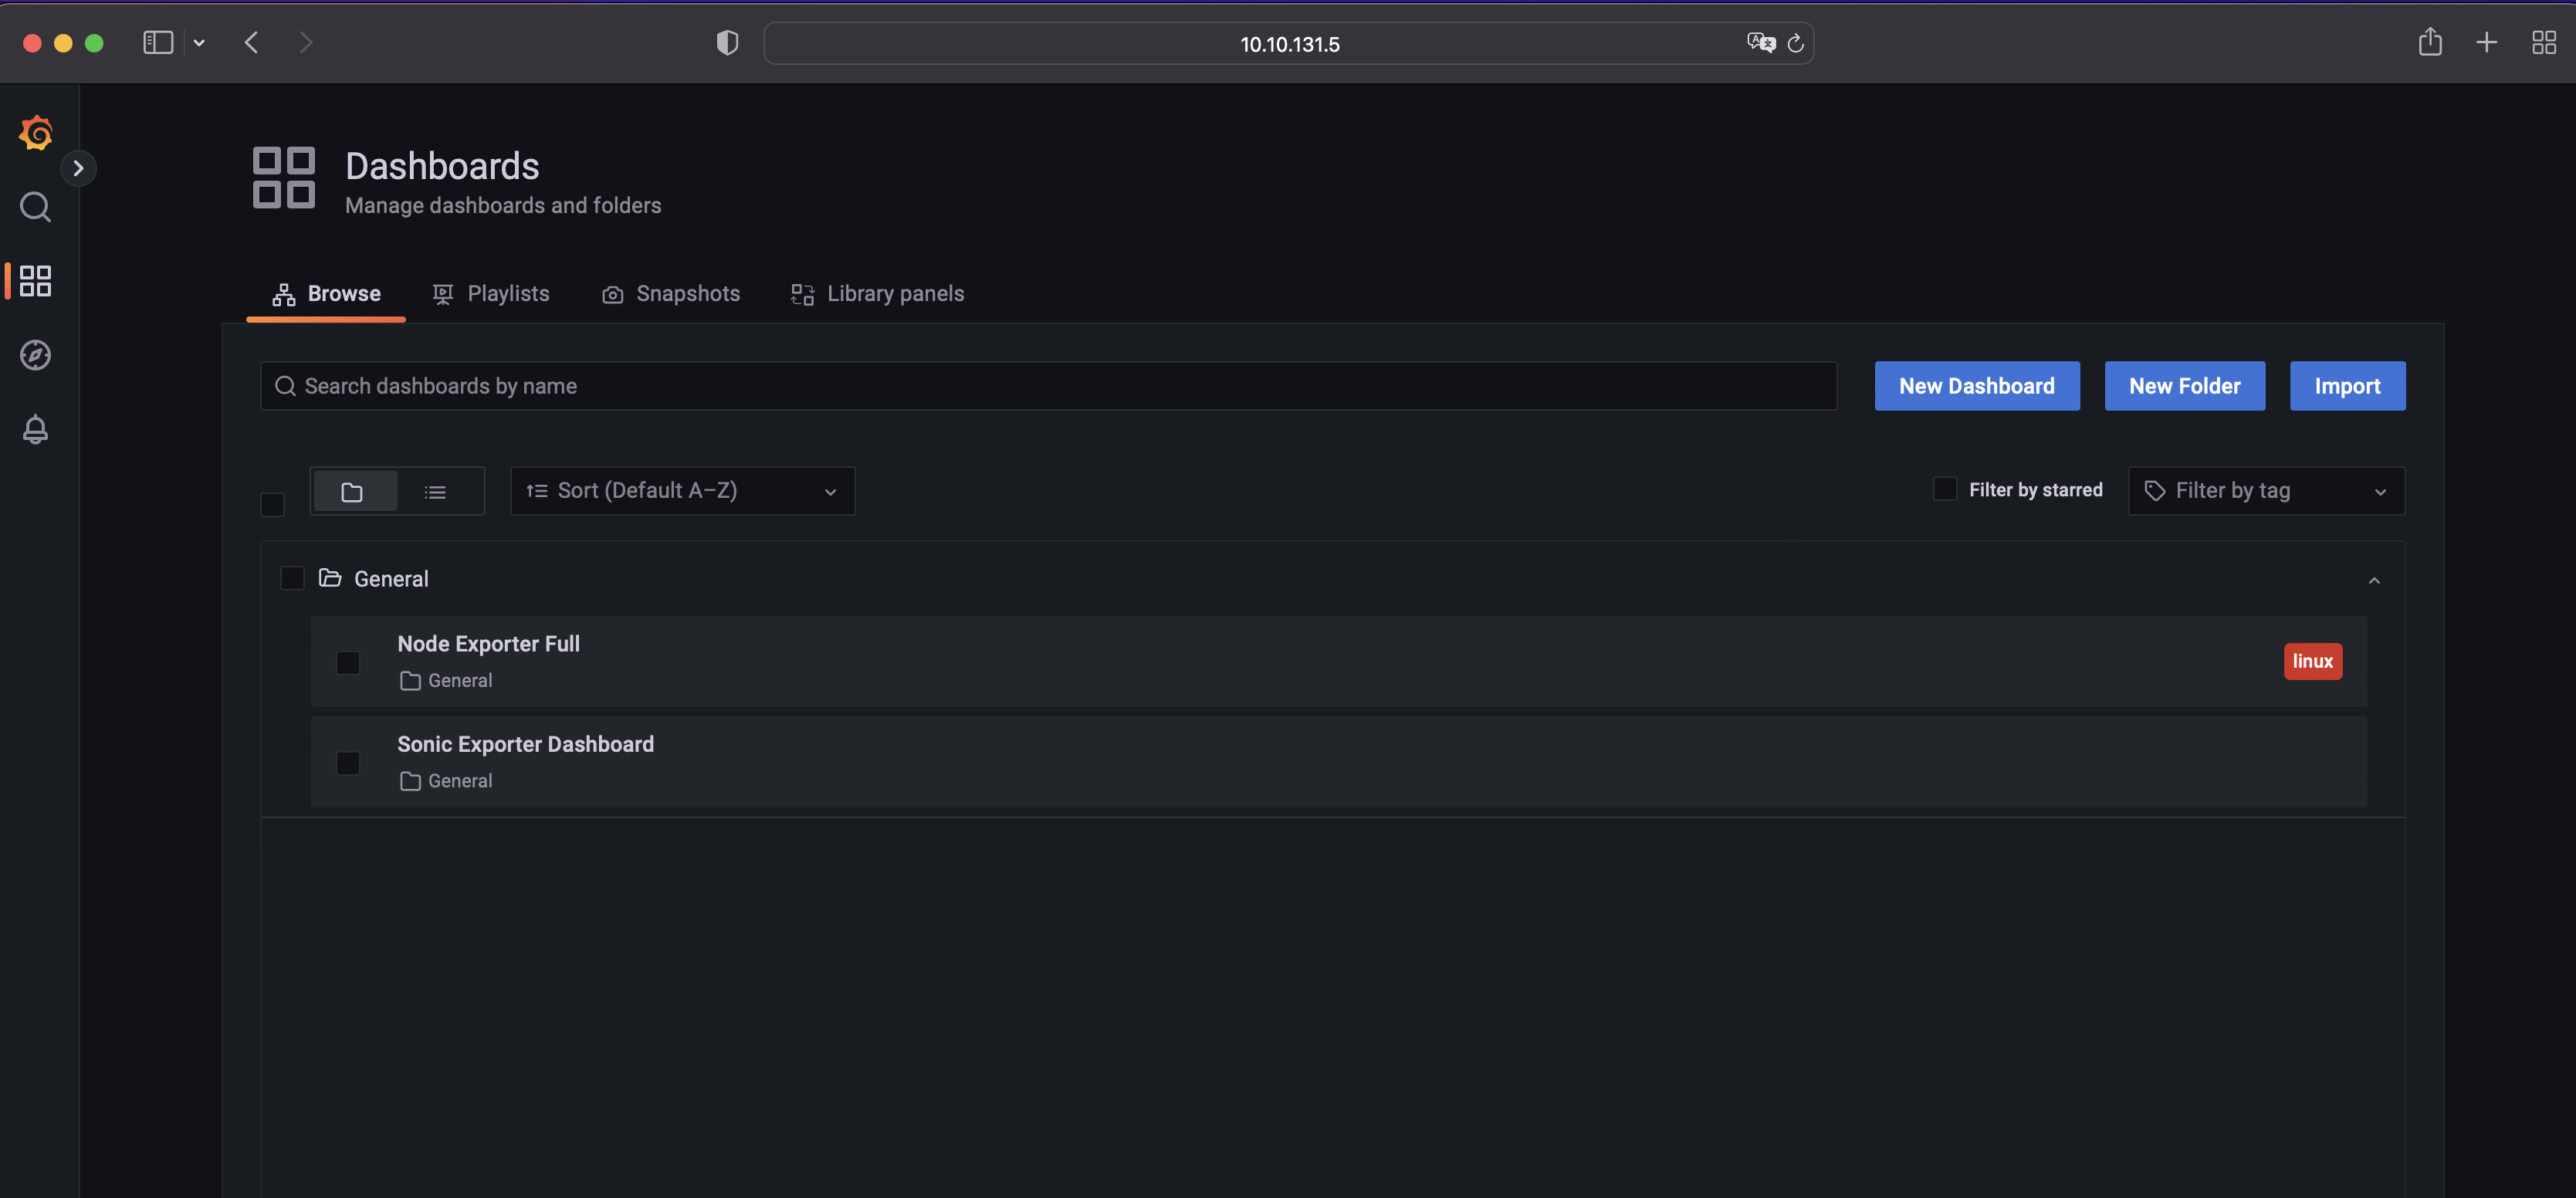 10.10.131.5
Dashboards
Manage dashboards and folders
Browse
Playlists
Snapshots
Library panels
Search dashboards by name
New Dashboard
New Folder
Import
Sort (Default A–Z)
Filter by starred
Filter by tag
General
Node Exporter Full
General
linux
Sonic Exporter Dashboard
General